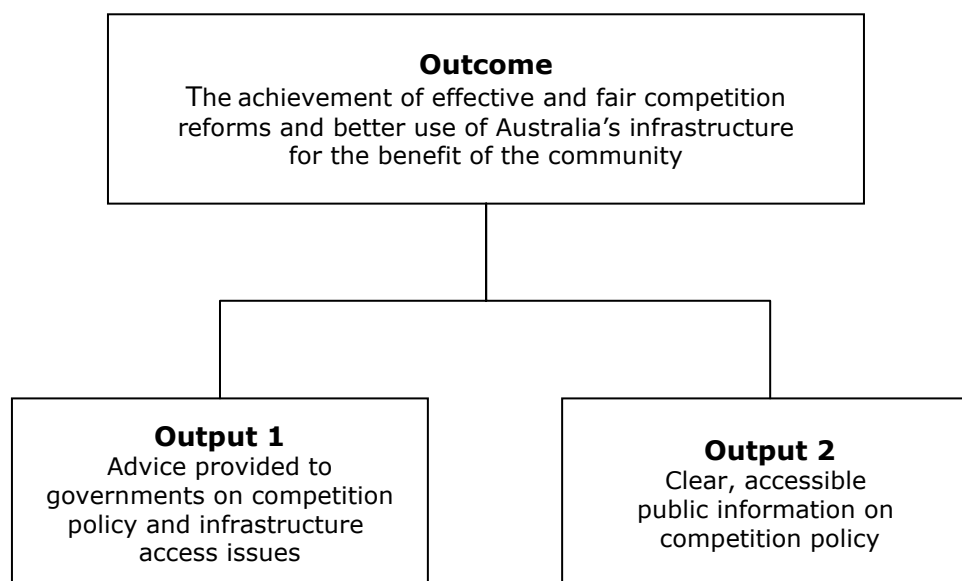 Outcome
The achievement of effective and fair competition
reforms and better use of Australia’s infrastructure
for the benefit of the community
Output 1
Advice provided to
governments on competition
policy and infrastructure
access issues
Output 2
Clear, accessible
public information on
competition policy